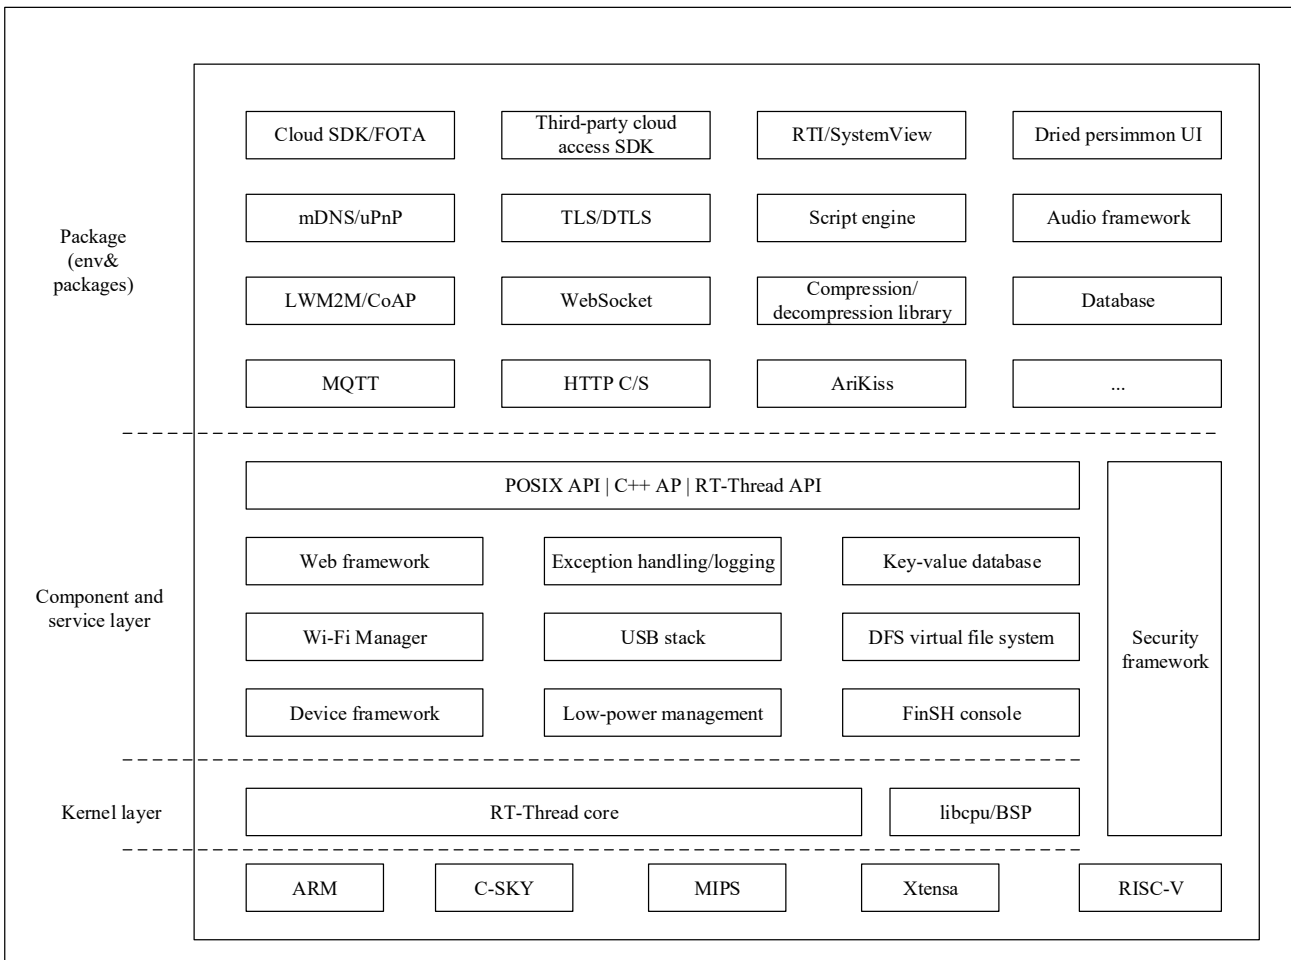 Cloud SDK/FOTA
Third-party cloud
access SDK
RTI/SystemView
Dried persimmon UI
mDNS/uPnP
TLS/DTLS
Script engine
Audio framework
Package
(env&
packages)
LWM2M/CoAP
WebSocket
Compression/
decompression library
Database
MQTT
HTTP C/S
AriKiss
...
POSIX API | C++ AP | RT-Thread API
Web framework
Exception handling/logging
Key-value database
Component and
service layer
Wi-Fi Manager
USB stack
DFS virtual file system
Security
framework
Device framework
Low-power management
FinSH console
Kernel layer
RT-Thread core
libcpu/BSP
ARM
C-SKY
MIPS
Xtensa
RISC-V